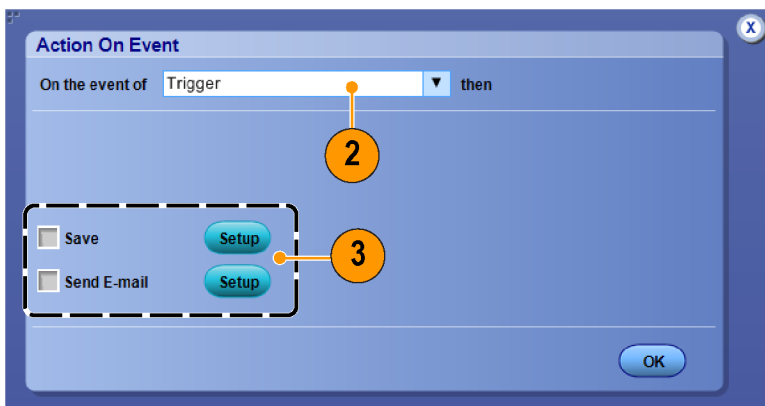 X
Action On Event
On the event of Trigger then
2
Save Setup
3
Send E-mail Setup
OK